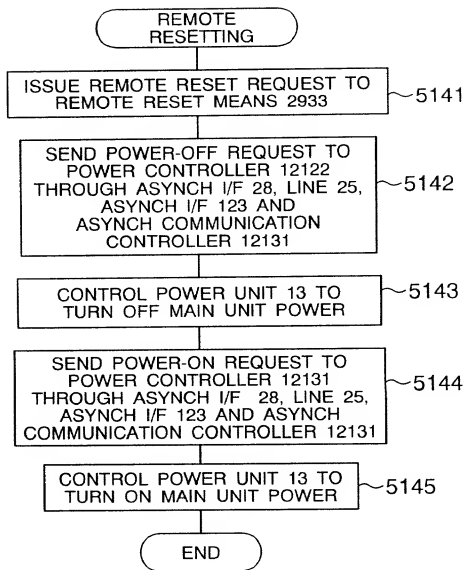 REMOTE
RESETTING
ISSUE REMOTE RESET REQUEST TO
REMOTE RESET MEANS 2933
5141
SEND POWER-OFF REQUEST TO
POWER CONTROLLER 12122
THROUGH ASYNCH I/F 28, LINE 25,
ASYNCH I/F 123 AND
ASYNCH COMMUNICATION
CONTROLLER 12131
5142
CONTROL POWER UNIT 13 TO
TURN OFF MAIN UNIT POWER
5143
SEND POWER-ON REQUEST TO
POWER CONTROLLER 12131
THROUGH ASYNCH I/F 28, LINE 25,
ASYNCH I/F 123 AND ASYNCH
COMMUNICATION CONTROLLER 12131
5144
CONTROL POWER UNIT 13 TO
TURN ON MAIN UNIT POWER
5145
END